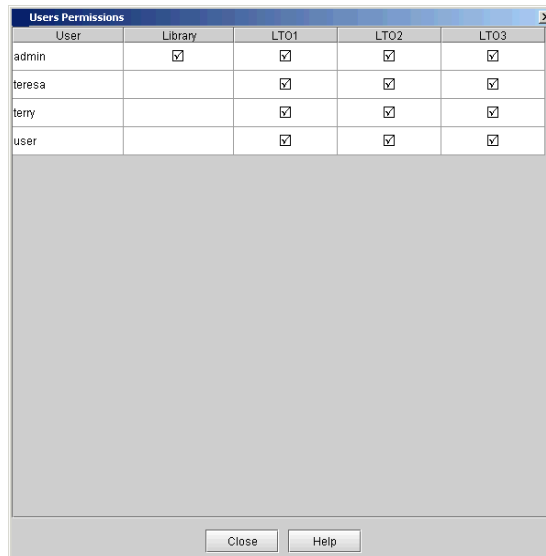 Users Permissions
User Library LTO1 LTO2 LTO3
admin
teresa
terry
user
Close Help